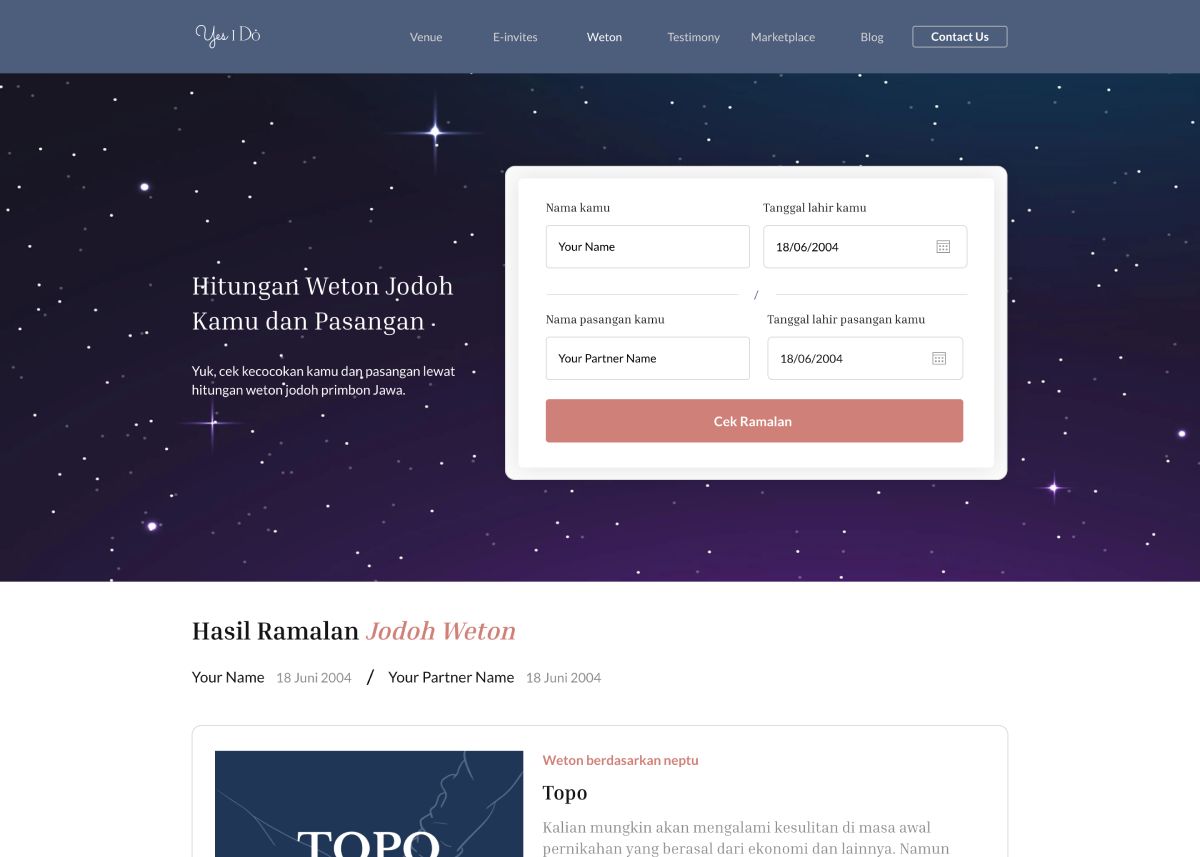 Yes I Do
Venue
E-invites
Weton
Testimony
Marketplace
Blog
Contact Us
Hitungan Weton Jodoh
Kamu dan Pasangan
Yuk, cek kecocokan kamu dan pasangan lewat
hitungan weton jodoh primbon Jawa.
Nama kamu
Tanggal lahir kamu
Your Name
18/06/2004
/
Nama pasangan kamu
Tanggal lahir pasangan kamu
Your Partner Name
18/06/2004
Cek Ramalan
Hasil Ramalan Jodoh Weton
Your Name 18 Juni 2004 / Your Partner Name 18 Juni 2004
TOPO
Weton berdasarkan neptu
Topo
Kalian mungkin akan mengalami kesulitan di masa awal
pernikahan yang berasal dari ekonomi dan lainnya. Namun